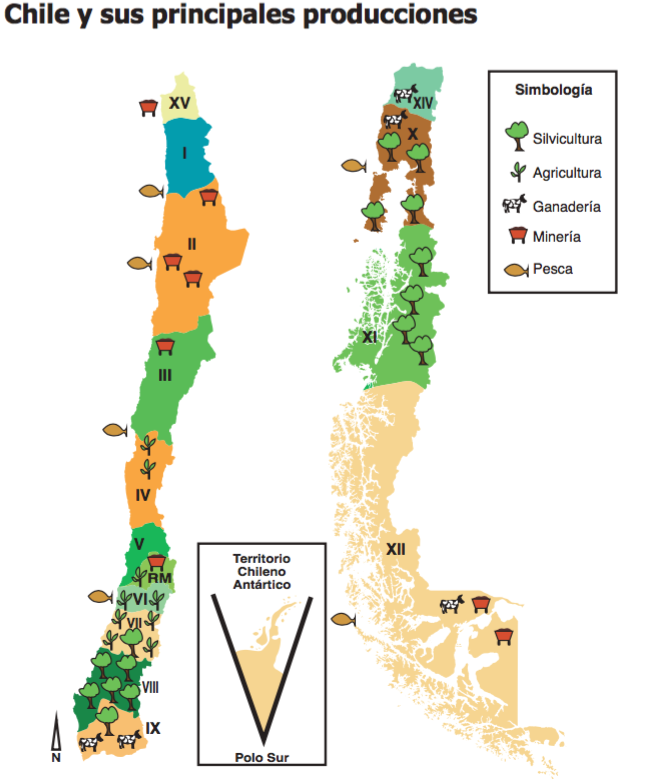 Chile y sus principales producciones
XV
I
II
III
IV
V
RM
VI
VII
VIII
IX
N
Territorio
Chileno
Antártico
Polo Sur
XIV
X
XI
XII
Simbología
Silvicultura
Agricultura
Ganadería
Minería
Pesca